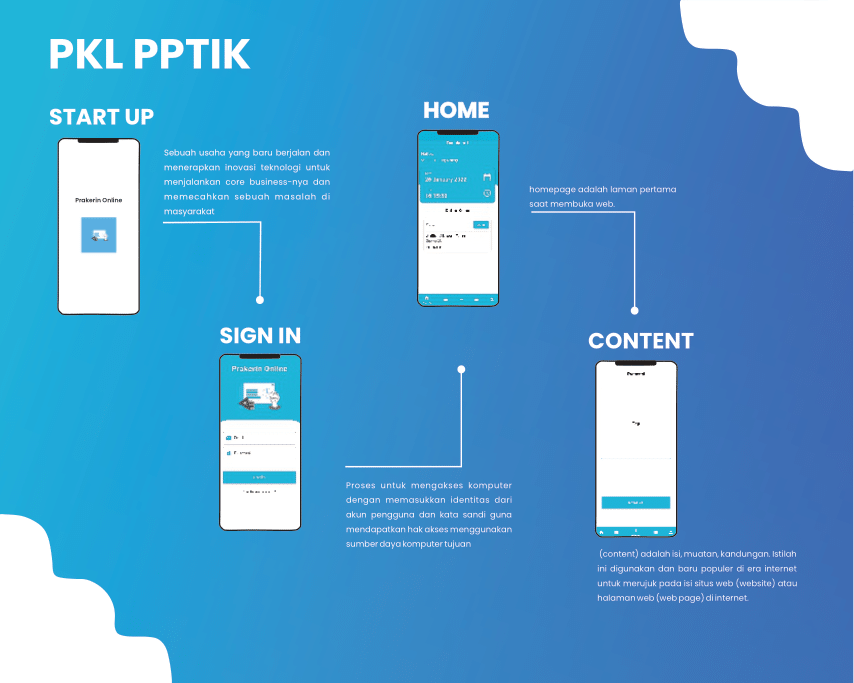 PKL PPTIK
START UP
Prakerin Online
Sebuah usaha yang baru berjalan dan
menerapkan inovasi teknologi untuk
menjalankan core business-nya dan
memecahkan sebuah masalah di
masyarakat
SIGN IN
Prakerin Online
Proses untuk mengakses komputer
dengan memasukkan identitas dari
akun pengguna dan kata sandi guna
mendapatkan hak akses menggunakan
sumber daya komputer tujuan
HOME
January 2022
homepage adalah laman pertama
saat membuka web.
CONTENT
(content) adalah isi, muatan, kandungan. Istilah
ini digunakan dan baru populer di era internet
untuk merujuk pada isi situs web (website) atau
halaman web (web page) di internet.